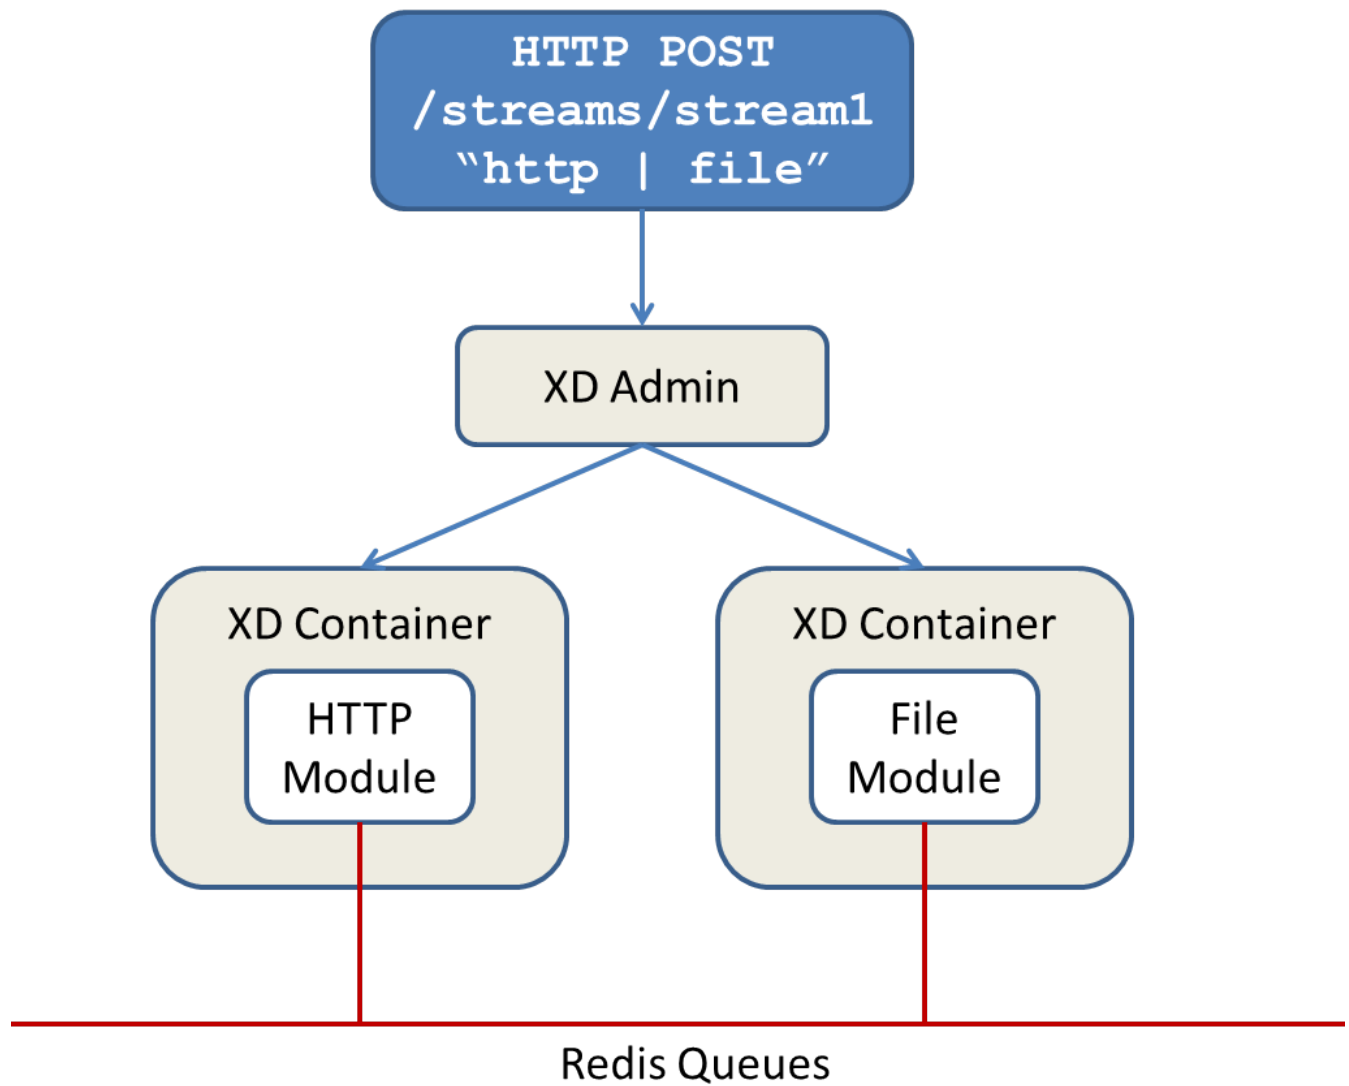 HTTP POST
/streams/stream1
“http | file”
XD Admin
XD Container
HTTP
Module
XD Container
File
Module
Redis Queues